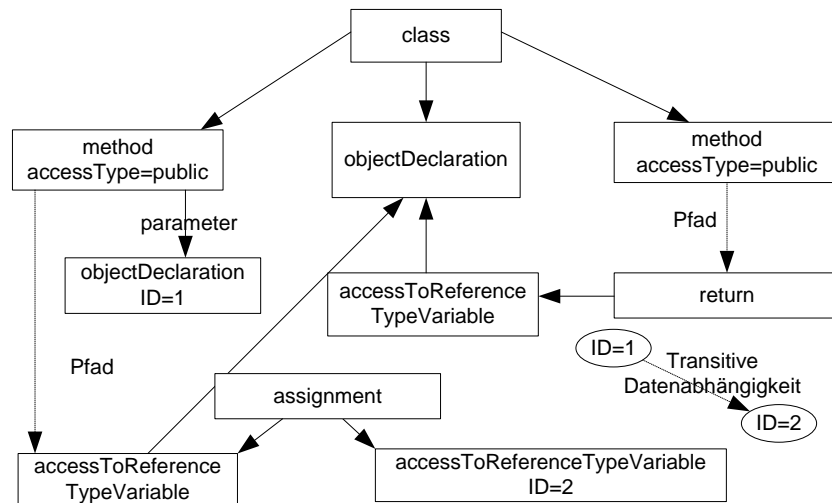 class
method
accessType=public
objectDeclaration
method
accessType=public
parameter
Pfad
objectDeclaration
ID=1
accessToReference
TypeVariable
return
Pfad
ID=1
Transitive
Datenabhängigkeit
assignment
ID=2
accessToReference
TypeVariable
accessToReferenceTypeVariable
ID=2